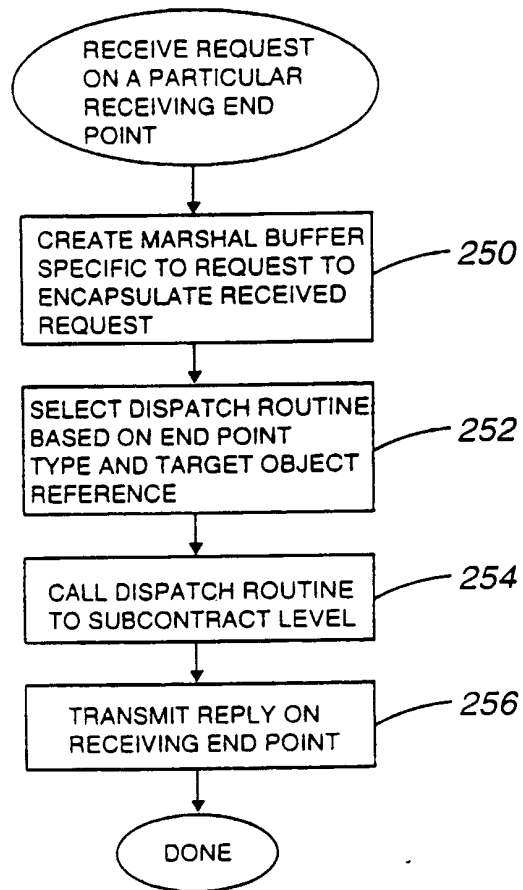 RECEIVE REQUEST
ON A PARTICULAR
RECEIVING END
POINT
CREATE MARSHAL BUFFER
SPECIFIC TO REQUEST TO
ENCAPSULATE RECEIVED
REQUEST
250
SELECT DISPATCH ROUTINE
BASED ON END POINT
TYPE AND TARGET OBJECT
REFERENCE
252
CALL DISPATCH ROUTINE
TO SUBCONTRACT LEVEL
254
TRANSMIT REPLY ON
RECEIVING END POINT
256
DONE